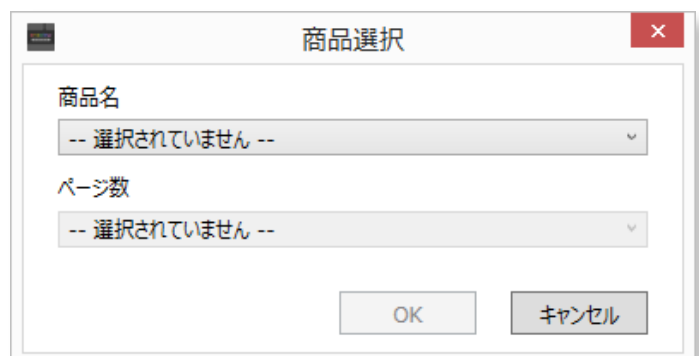 商品選択
商品名
-- 選択されていません --
ページ数
-- 選択されていません --
OK
キャンセル